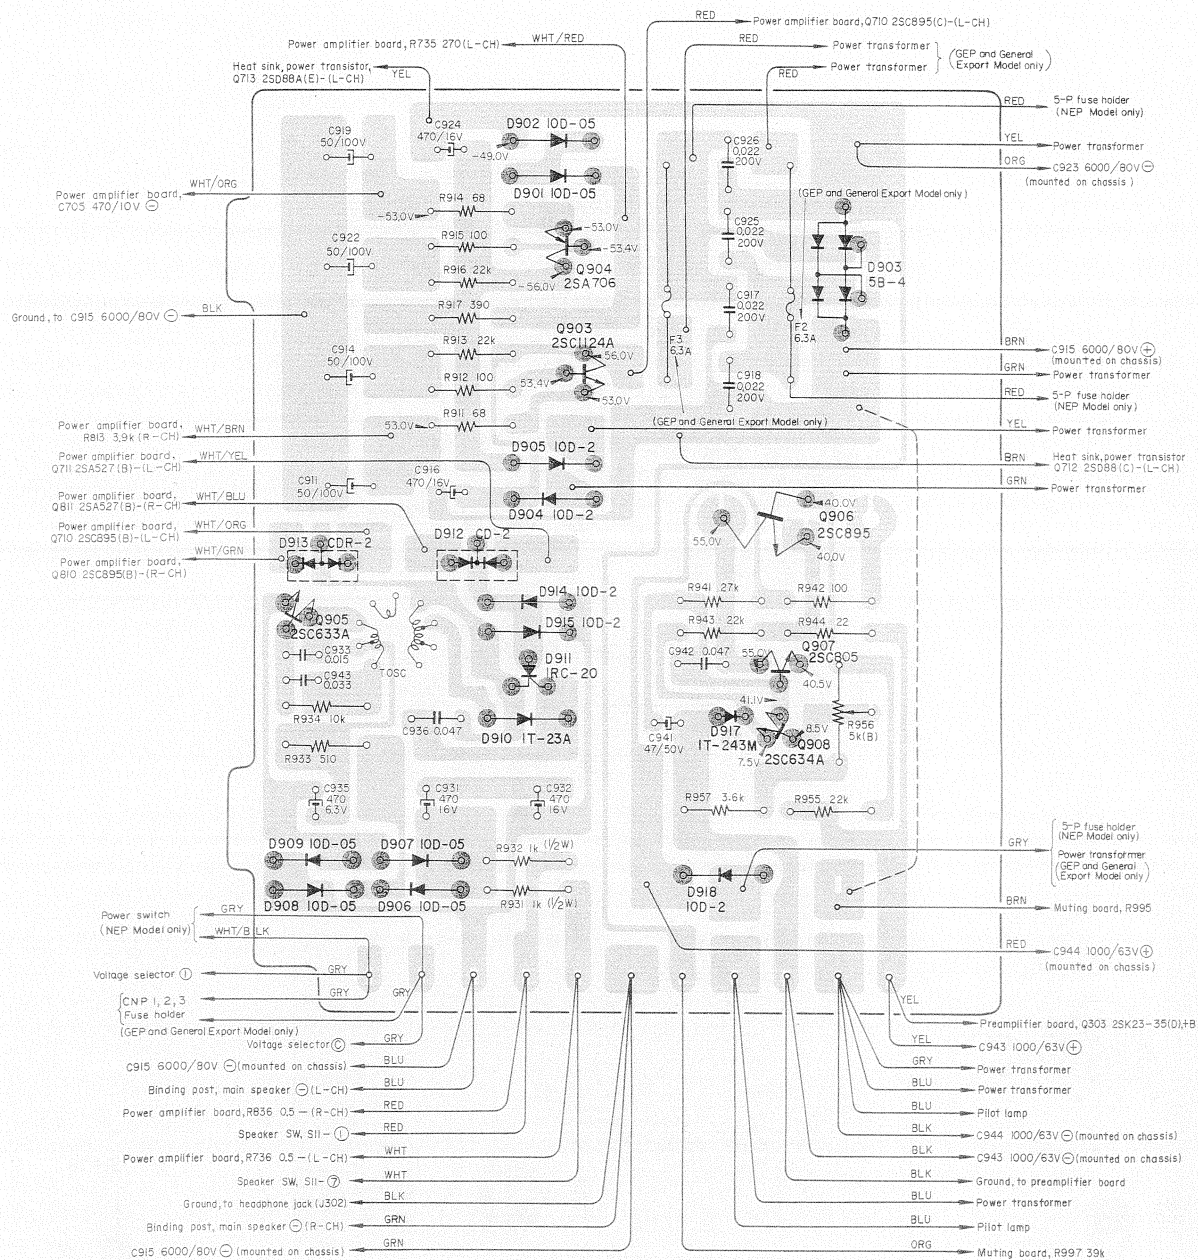 RED
Power amplifier board, Q710 2SC895(C)-(L-CH)
Power amplifier board, R735 270(L-CH)
WHT/RED
RED
Power transformer
RED
Power transformer
(GEP and General
Export Model only)
Heat sink, power transistor,
Q713 2SD88A(E)-(L-CH)
YEL
RED
5-P fuse holder
(NEP Model only)
YEL
Power transformer
ORG
C923 6000/80V ⊖
(mounted on chassis)
C919
50/100V
C924
470/16V
D902 10D-05
-49.0V
D901 10D-05
C926
0.022
200V
Power amplifier board,
C705 470/10V ⊖
WHT/ORG
(GEP and General Export Model only)
R914 68
-53.0V
-53.0V
C925
0.022
200V
R915 100
-53.4V
C922
50/100V
Q904
2SA706
R916 22k
-56.0V
D903
5B-4
R917 390
C917
0.022
200V
Ground, to C915 6000/80V ⊖
BLK
Q903
2SC1124A
F3
6.3A
F2
6.3A
R913 22k
56.0V
C914
50/100V
BRN
C915 6000/80V ⊕
(mounted on chassis)
GRN
Power transformer
C918
0.022
200V
R912 100
53.4V
53.0V
RED
5-P fuse holder
(NEP Model only)
R911 68
53.0V
(GEP and General Export Model only)
Power amplifier board,
R813 3.9k (R-CH)
WHT/BRN
YEL
Power transformer
D905 10D-2
Power amplifier board,
Q711 2SA527(B)-(L-CH)
WHT/YEL
BRN
Heat sink, power transistor
Q712 2SD88(C)-(L-CH)
C916
470/16V
C911
50/100V
D904 10D-2
GRN
Power transformer
Power amplifier board,
Q811 2SA527(B)-(R-CH)
WHT/BLU
40.0V
Q906
2SC895
55.0V
40.0V
Power amplifier board,
Q710 2SC895(B)-(L-CH)
WHT/ORG
D913 CDR-2
D912 CD-2
Power amplifier board,
Q810 2SC895(B)-(R-CH)
WHT/GRN
D914 10D-2
R941 .27k
R942 100
Q905
2SC633A
D915 10D-2
R943 22k
R944 22
C933
0.015
TOSC
D911
1RC-20
C942 0.047
55.0V
Q907
2SC805
C943
0.033
40.5V
41.1V
R934 10k
C936 0.047
D910 1T-23A
C941
47/50V
D917
1T-243M
7.5V
8.5V
Q908
2SC634A
R956
5k(B)
R933 510
C935
470
6.3V
C931
470
16V
C932
470
16V
R957 3.6k
R955 22k
D909 10D-05
D907 10D-05
R932 1k (1/2W)
GRY
5-P fuse holder
(NEP Model only)
Power transformer
(GEP and General
Export Model only)
D908 10D-05
D906 10D-05
R931 1k (1/2W)
D918
10D-2
BRN
Muting board, R995
Power switch
(NEP Model only)
GRY
WHT/BLK
RED
C944 1000/63V ⊕
(mounted on chassis)
Voltage selector ①
GRY
CNP 1, 2, 3
Fuse holder
(GEP and General Export Model only)
GRY
GRY
YEL
Preamplifier board, Q303 2SK23-35(D),+B
Voltage selector Ⓒ
GRY
YEL
C943 1000/63V ⊕
C915 6000/80V ⊖ (mounted on chassis)
BLU
GRY
Power transformer
Binding post, main speaker ⊖ (L-CH)
BLU
BLU
Power transformer
Power amplifier board, R836 0.5 - (R-CH)
RED
BLU
Pilot lamp
Speaker SW, S11- ①
RED
BLK
C944 1000/63V ⊖ (mounted on chassis)
Power amplifier board, R736 0.5 - (L-CH)
WHT
BLK
C943 1000/63V ⊖ (mounted on chassis)
Speaker SW, S11- ⑦
WHT
BLK
Ground, to preamplifier board
Ground, to headphone jack (J302)
BLK
BLU
Power transformer
Binding post, main speaker ⊖ (R-CH)
GRN
BLU
Pilot lamp
C915 6000/80V ⊖ (mounted on chassis)
GRN
ORG
Muting board, R997 39k